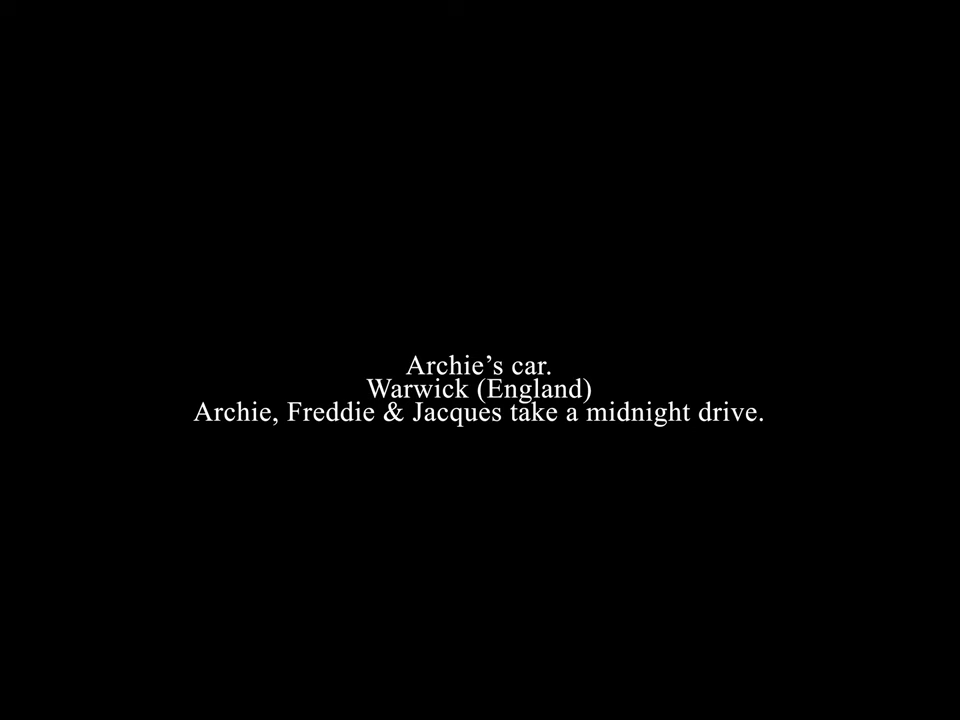 Archie’s car.
Warwick (England)
Archie, Freddie & Jacques take a midnight drive.